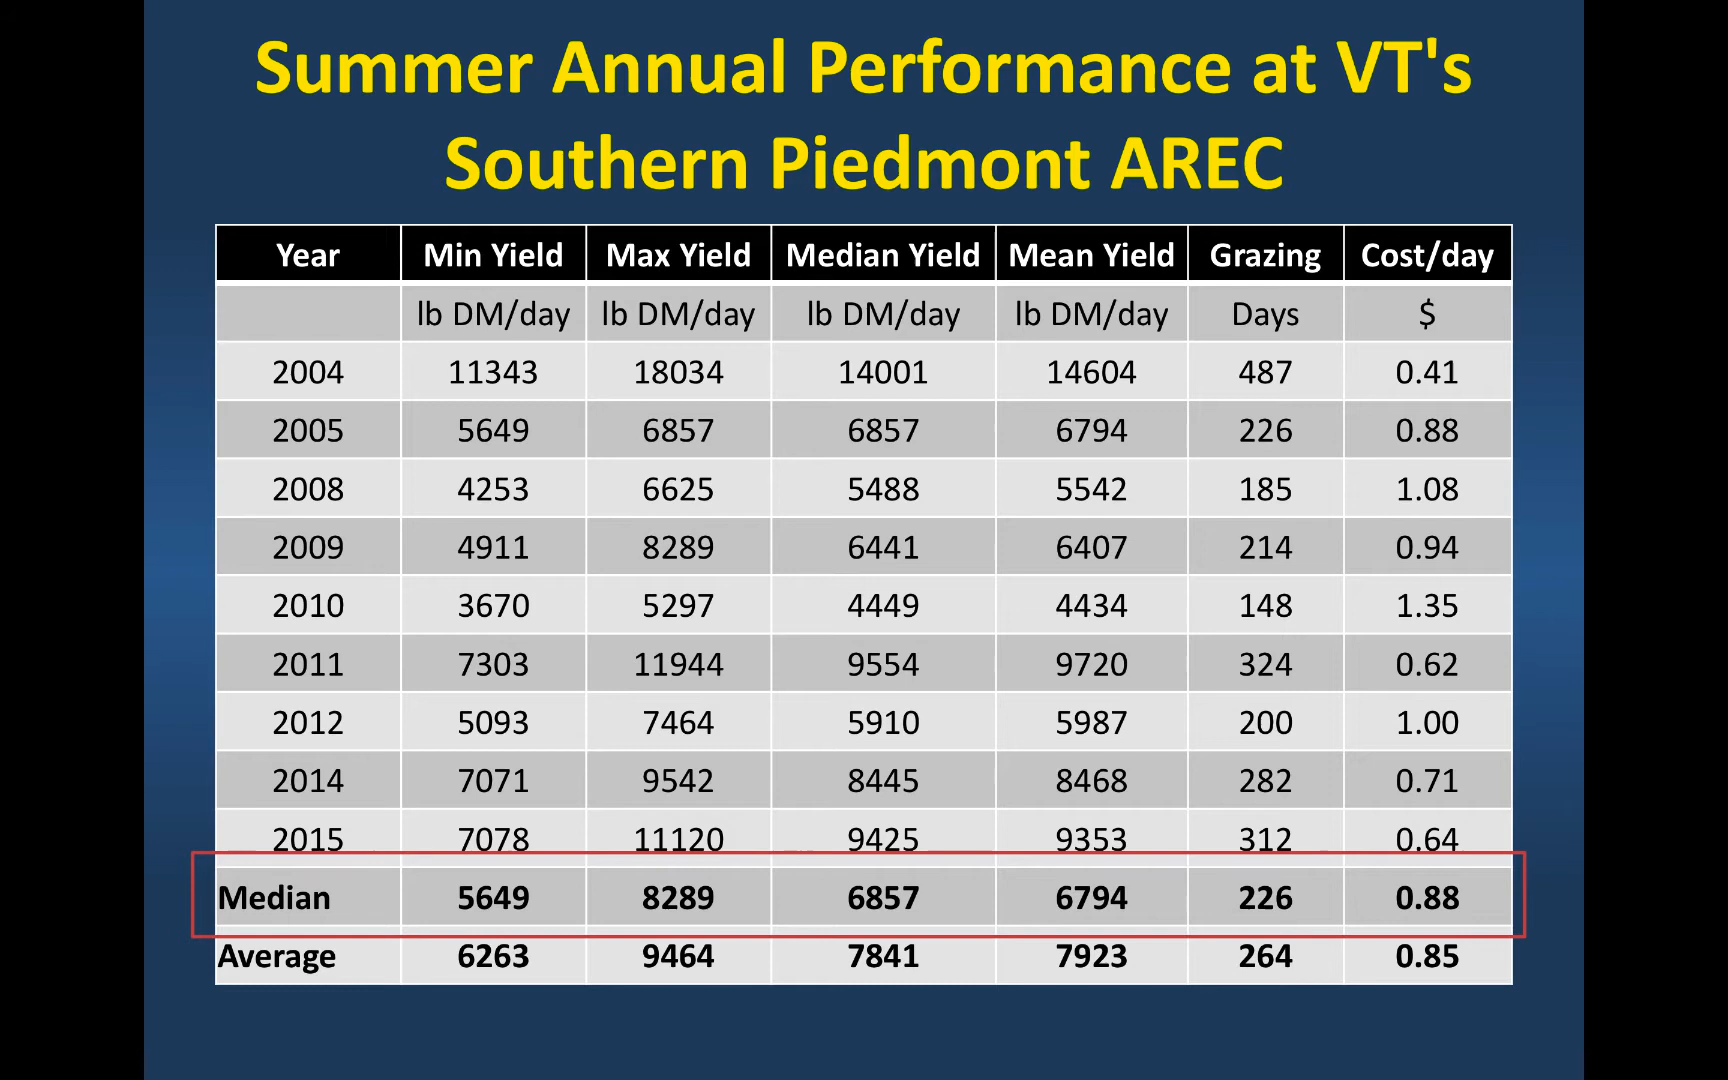 Summer Annual Performance at VT's
Southern Piedmont AREC
Year Min Yield Max Yield Median Yield Mean Yield Grazing Cost/day
lb DM/day lb DM/day lb DM/day lb DM/day Days $
2004 11343 18034 14001 14604 487 0.41
2005 5649 6857 6857 6794 226 0.88
2008 4253 6625 5488 5542 185 1.08
2009 4911 8289 6441 6407 214 0.94
2010 3670 5297 4449 4434 148 1.35
2011 7303 11944 9554 9720 324 0.62
2012 5093 7464 5910 5987 200 1.00
2014 7071 9542 8445 8468 282 0.71
2015 7078 11120 9425 9353 312 0.64
Median 5649 8289 6857 6794 226 0.88
Average 6263 9464 7841 7923 264 0.85